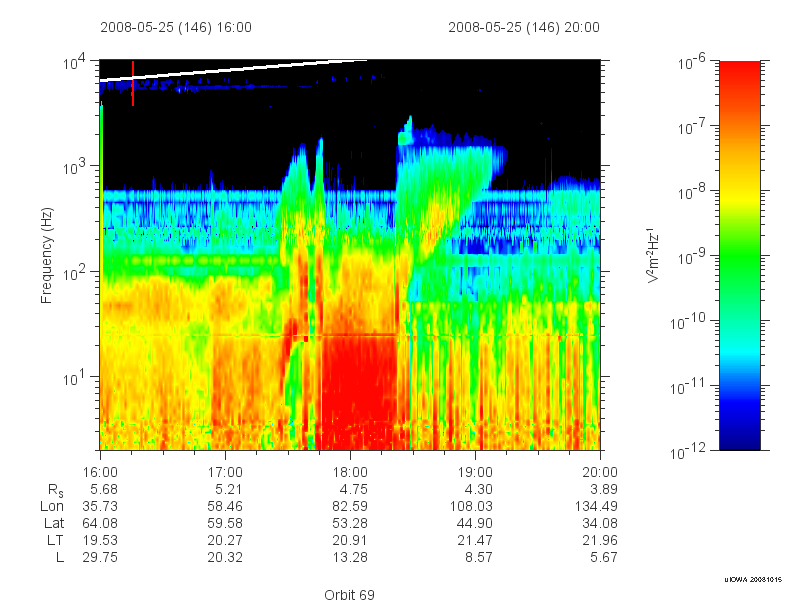 2008-05-25 (146) 16:00 2008-05-25 (146) 20:00
10^4
10^3
10^2
10^1
Frequency (Hz)
10^-6
10^-7
10^-8
10^-9
10^-10
10^-11
10^-12
V^2m^-2Hz^-1
16:00 17:00 18:00 19:00 20:00
R_s 5.68 5.21 4.75 4.30 3.89
Lon 35.73 58.46 82.59 108.03 134.49
Lat 64.08 59.58 53.28 44.90 34.08
LT 19.53 20.27 20.91 21.47 21.96
L 29.75 20.32 13.28 8.57 5.67
uIOWA 20081015
Orbit 69